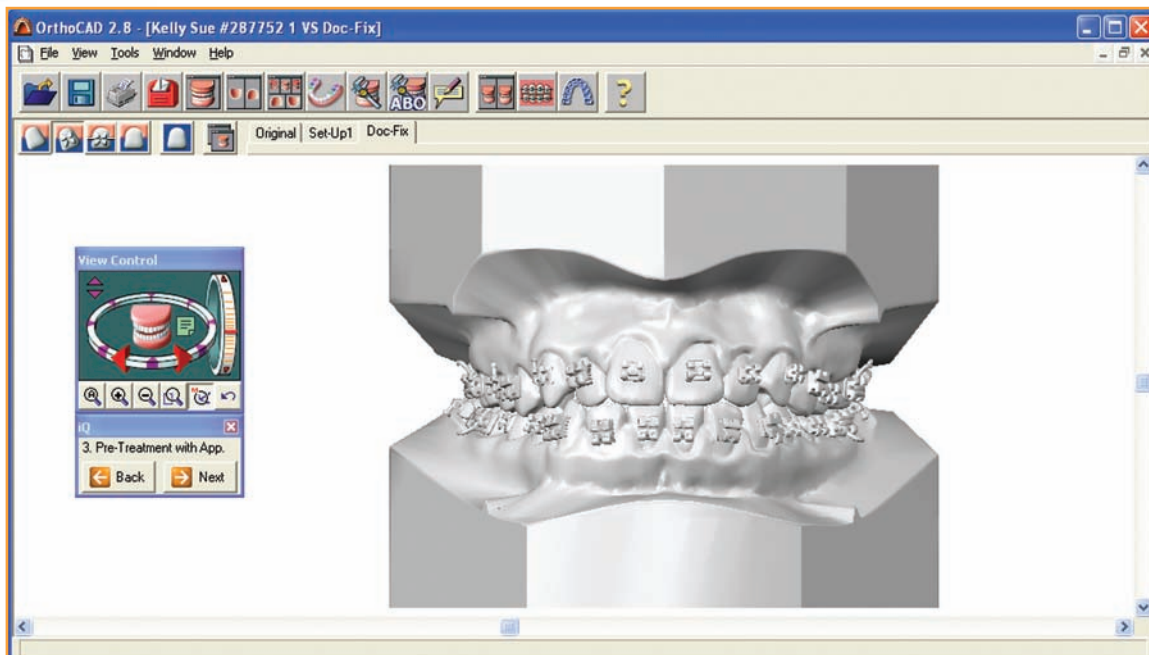 OrthoCAD 2.8 - [Kelly Sue #287752 1 VS Doc-Fix]
File View Tools Window Help
ABO
Original Set-Up1 Doc-Fix
View Control
iQ
3. Pre-Treatment with App.
Back Next